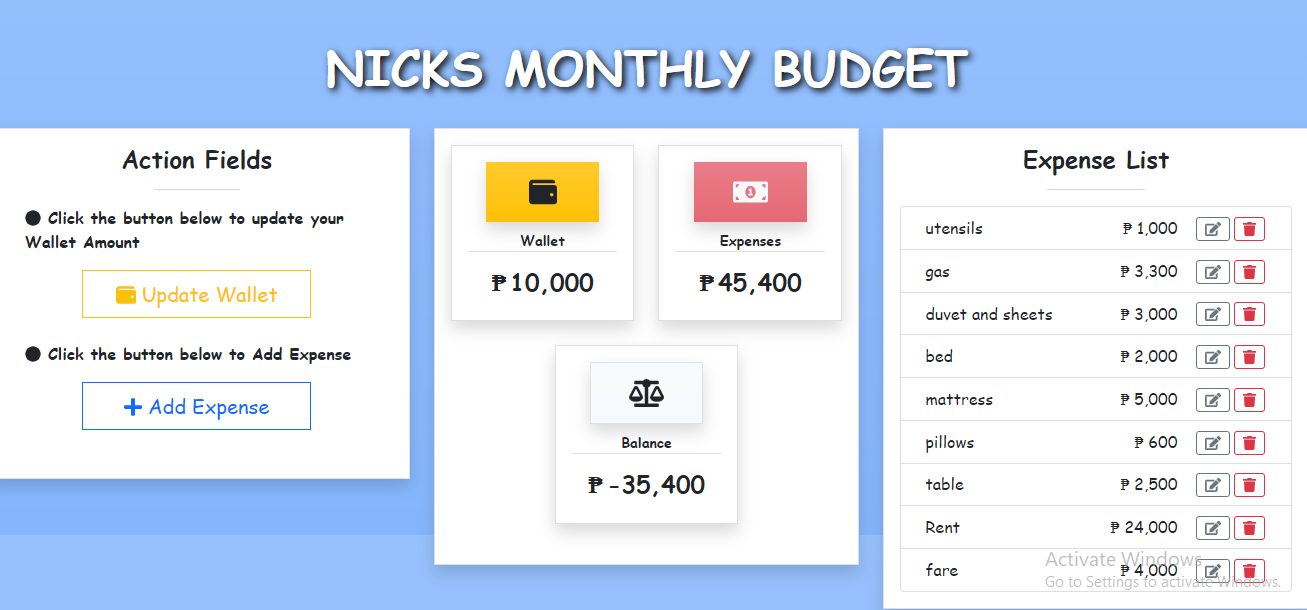 NICKS MONTHLY BUDGET
Action Fields
Click the button below to update your
Wallet Amount
Update Wallet
Click the button below to Add Expense
Add Expense
Wallet
₱ 10,000
1
Expenses
₱ 45,400
Balance
₱ -35,400
Expense List
utensils ₱ 1,000
gas ₱ 3,300
duvet and sheets ₱ 3,000
bed ₱ 2,000
mattress ₱ 5,000
pillows ₱ 600
table ₱ 2,500
Rent ₱ 24,000
fare ₱ 4,000
Activate Windows
Go to Settings to activate Windows.